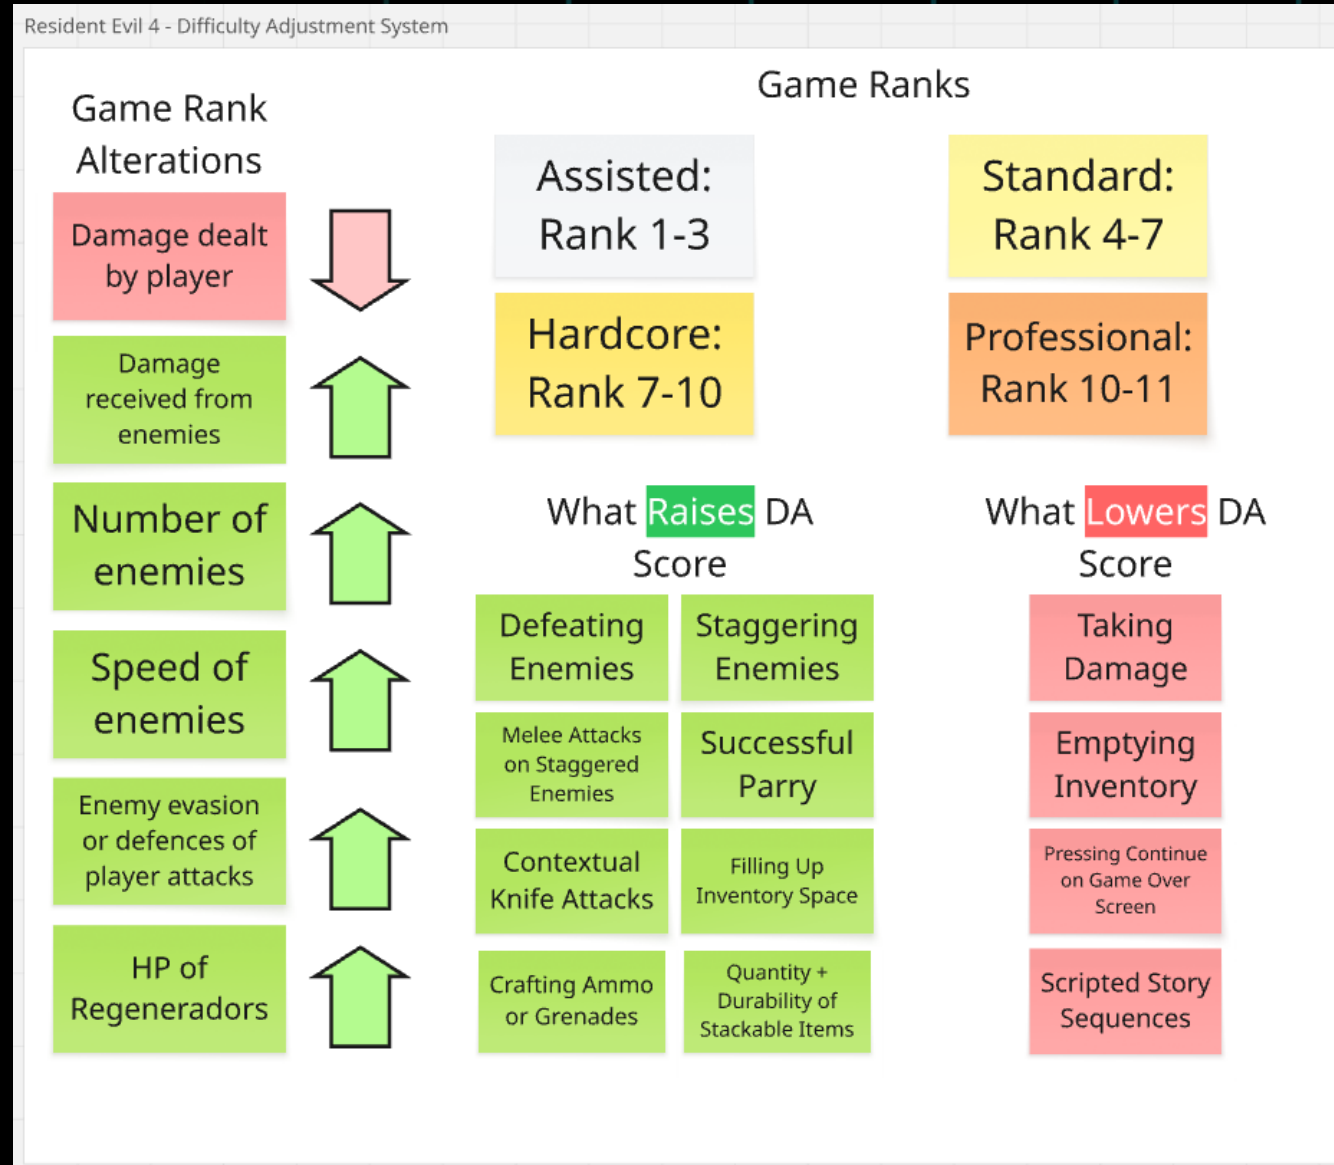 Resident Evil 4 - Difficulty Adjustment System
Game Rank
Alterations
Damage dealt
by player
Damage
received from
enemies
Number of
enemies
Speed of
enemies
Enemy evasion
or defences of
player attacks
HP of
Regeneradors
Game Ranks
Assisted:
Rank 1-3
Standard:
Rank 4-7
Hardcore:
Rank 7-10
Professional:
Rank 10-11
What Raises DA
Score
Defeating
Enemies
Staggering
Enemies
Melee Attacks
on Staggered
Enemies
Successful
Parry
Contextual
Knife Attacks
Filling Up
Inventory Space
Crafting Ammo
or Grenades
Quantity +
Durability of
Stackable Items
What Lowers DA
Score
Taking
Damage
Emptying
Inventory
Pressing Continue
on Game Over
Screen
Scripted Story
Sequences